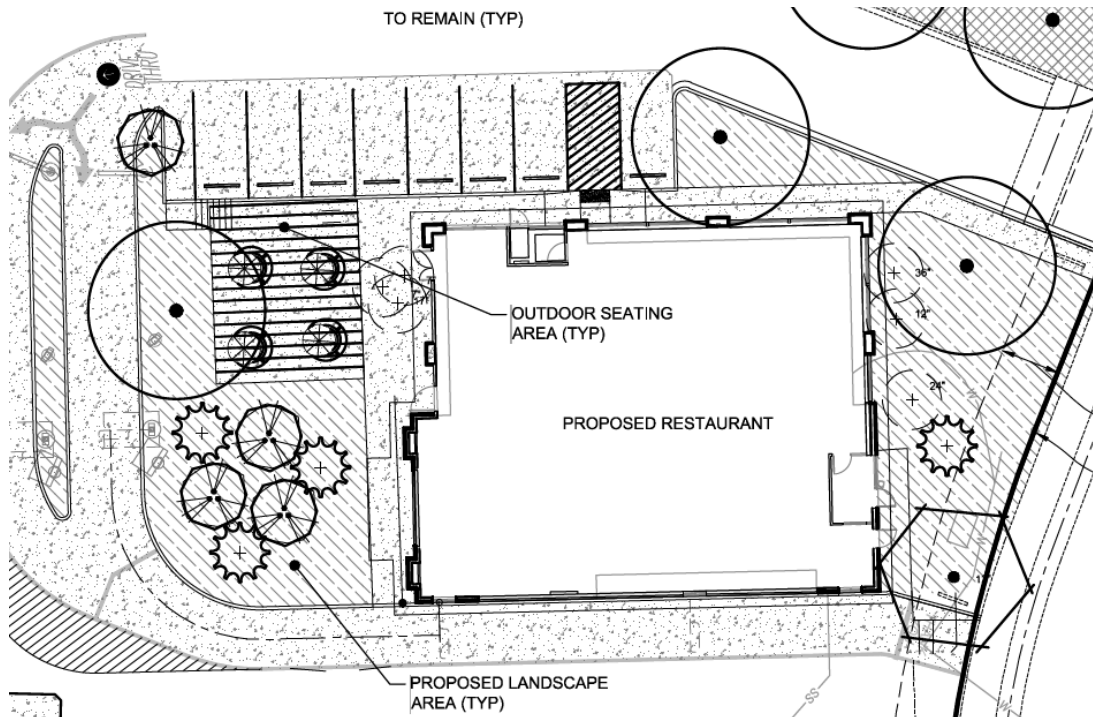 TO REMAIN (TYP)
DRIVE
THRU
36"
OUTDOOR SEATING
AREA (TYP)
12"
24"
PROPOSED RESTAURANT
W
W
PROPOSED LANDSCAPE
AREA (TYP)
SS
W